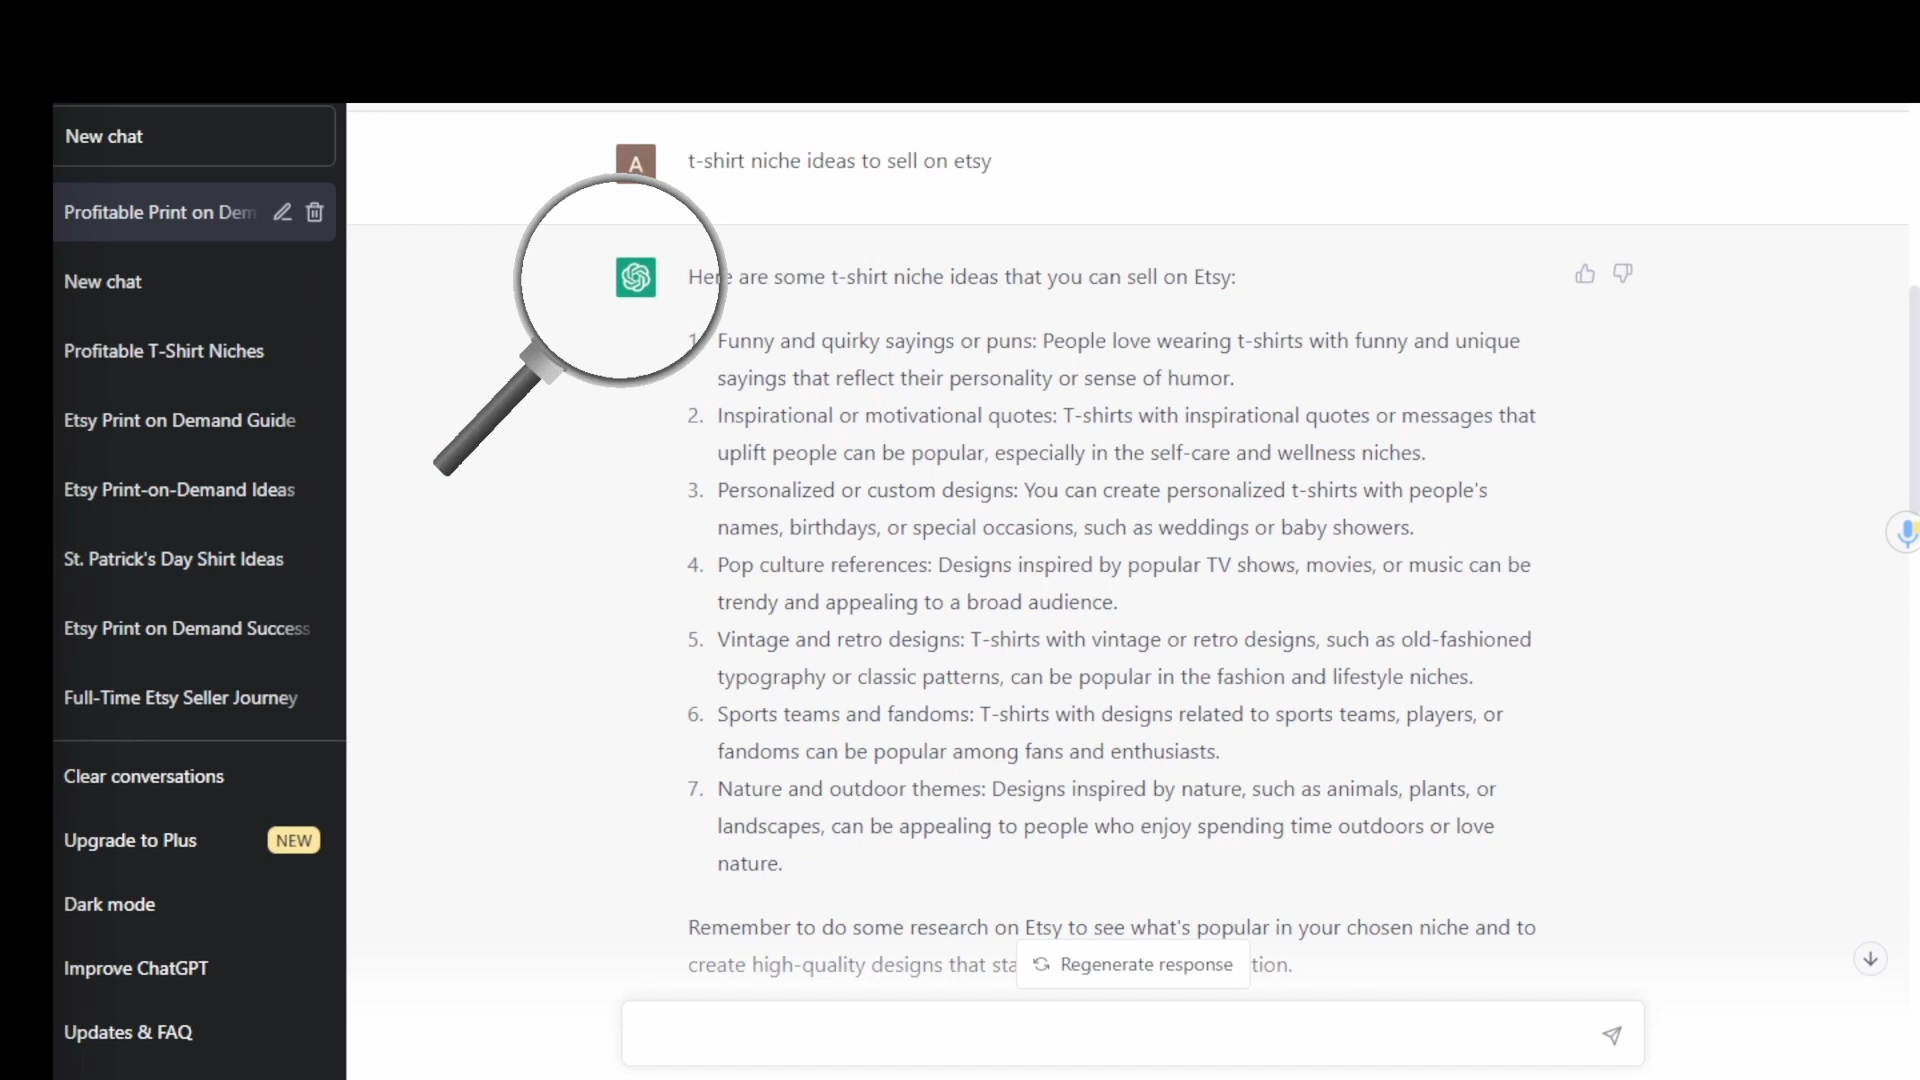 New chat
Profitable Print on Dem
New chat
Profitable T-Shirt Niches
Etsy Print on Demand Guide
Etsy Print-on-Demand Ideas
St. Patrick's Day Shirt Ideas
Etsy Print on Demand Success
Full-Time Etsy Seller Journey
Clear conversations
Upgrade to Plus NEW
Dark mode
Improve ChatGPT
Updates & FAQ
A t-shirt niche ideas to sell on etsy
Here are some t-shirt niche ideas that you can sell on Etsy:
1. Funny and quirky sayings or puns: People love wearing t-shirts with funny and unique
sayings that reflect their personality or sense of humor.
2. Inspirational or motivational quotes: T-shirts with inspirational quotes or messages that
uplift people can be popular, especially in the self-care and wellness niches.
3. Personalized or custom designs: You can create personalized t-shirts with people's
names, birthdays, or special occasions, such as weddings or baby showers.
4. Pop culture references: Designs inspired by popular TV shows, movies, or music can be
trendy and appealing to a broad audience.
5. Vintage and retro designs: T-shirts with vintage or retro designs, such as old-fashioned
typography or classic patterns, can be popular in the fashion and lifestyle niches.
6. Sports teams and fandoms: T-shirts with designs related to sports teams, players, or
fandoms can be popular among fans and enthusiasts.
7. Nature and outdoor themes: Designs inspired by nature, such as animals, plants, or
landscapes, can be appealing to people who enjoy spending time outdoors or love
nature.
Remember to do some research on Etsy to see what's popular in your chosen niche and to
create high-quality designs that sta Regenerate response tion.